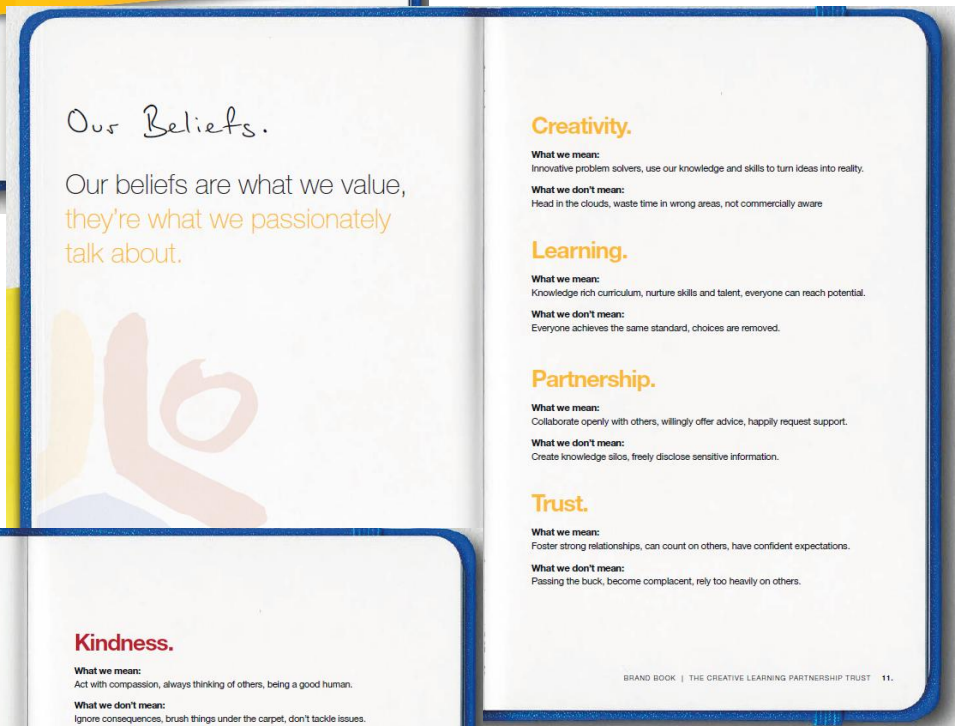 Our Beliefs.
Our beliefs are what we value,
they're what we passionately
talk about.
Creativity.
What we mean:
Innovative problem solvers, use our knowledge and skills to turn ideas into reality.
What we don't mean:
Head in the clouds, waste time in wrong areas, not commercially aware
Learning.
What we mean:
Knowledge rich curriculum, nurture skills and talent, everyone can reach potential.
What we don't mean:
Everyone achieves the same standard, choices are removed.
Partnership.
What we mean:
Collaborate openly with others, willingly offer advice, happily request support.
What we don't mean:
Create knowledge silos, freely disclose sensitive information.
Trust.
What we mean:
Foster strong relationships, can count on others, have confident expectations.
What we don't mean:
Passing the buck, become complacent, rely too heavily on others.
BRAND BOOK | THE CREATIVE LEARNING PARTNERSHIP TRUST 11.
Kindness.
What we mean:
Act with compassion, always thinking of others, being a good human.
What we don't mean:
Ignore consequences, brush things under the carpet, don't tackle issues.